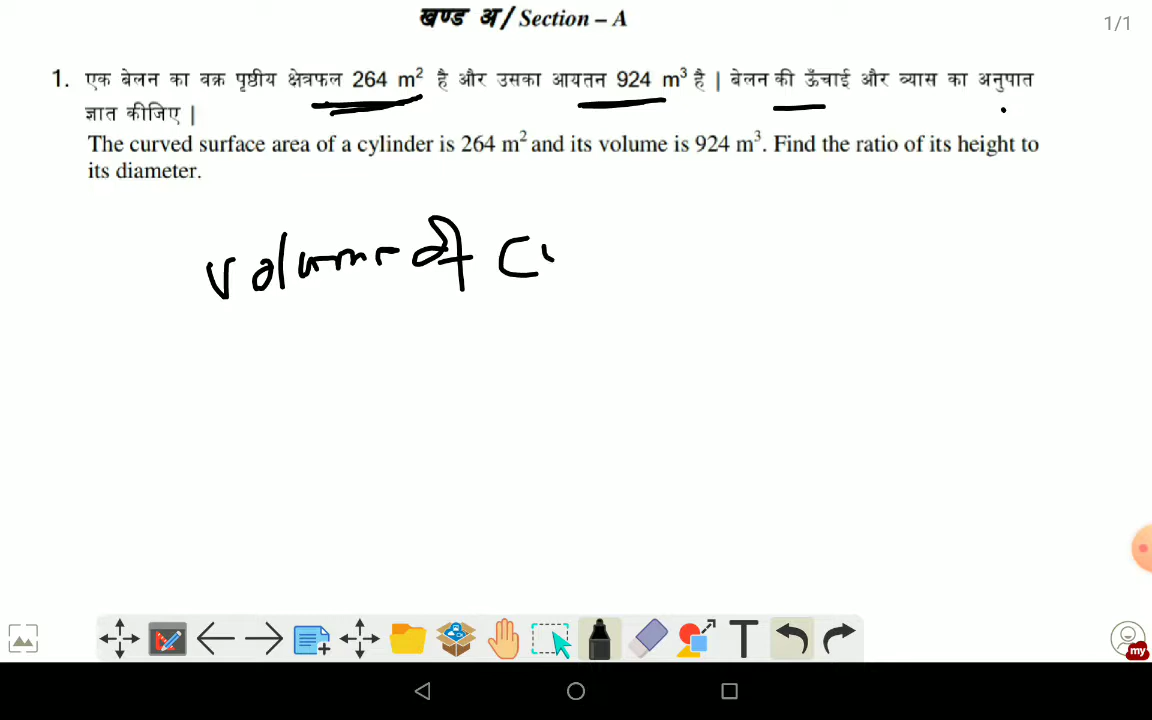 खण्ड अ / Section – A
1/1
1. एक बेलन का वक्र पृष्ठीय क्षेत्रफल 264 m² है और उसका आयतन 924 m³ है | बेलन की ऊँचाई और व्यास का अनुपात
ज्ञात कीजिए |
The curved surface area of a cylinder is 264 m² and its volume is 924 m³. Find the ratio of its height to
its diameter.
volume of
T
my